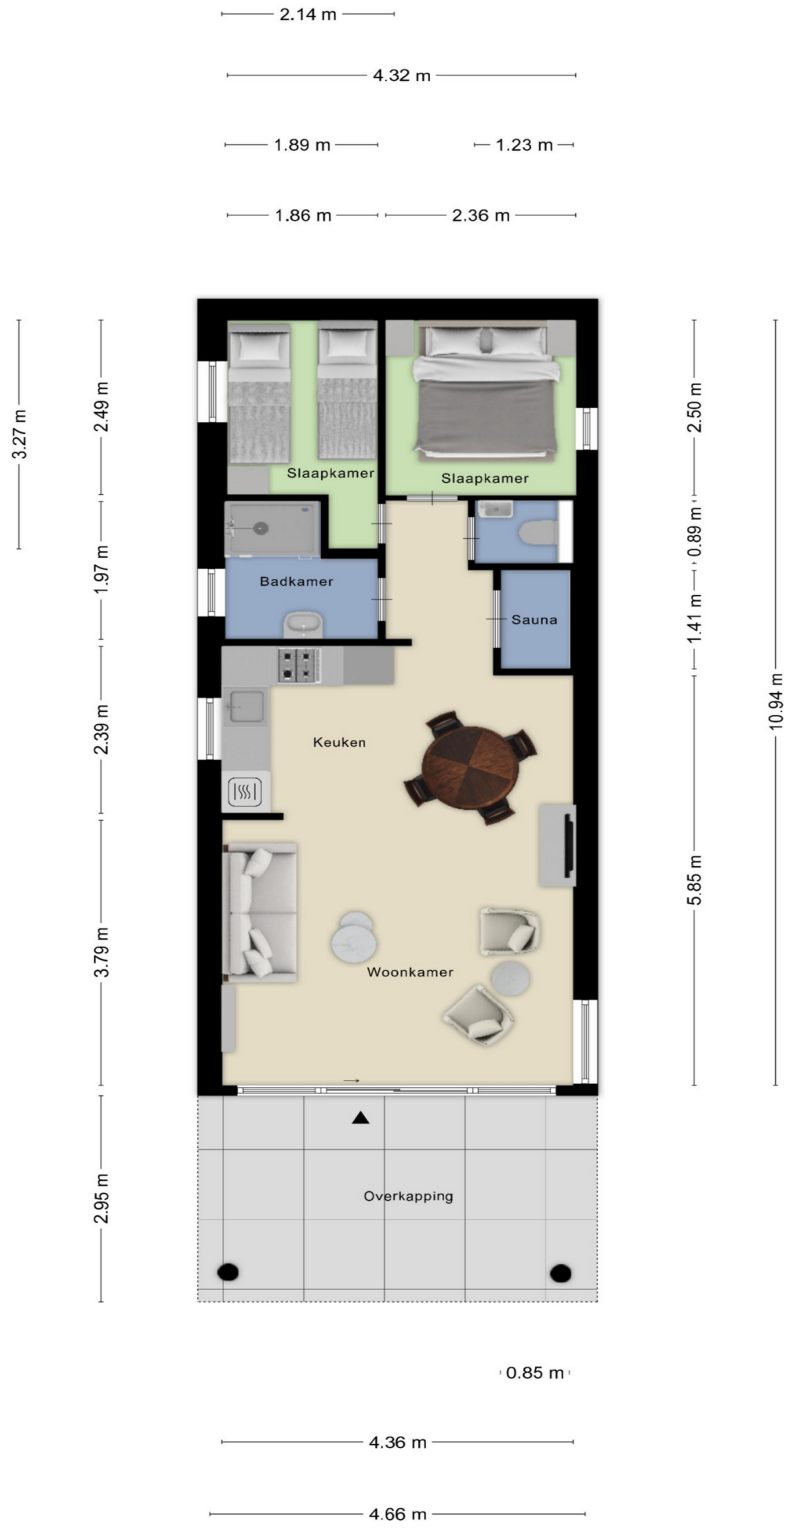 2.14 m
4.32 m
1.89 m
1.23 m
1.86 m
2.36 m
3.27 m
2.49 m
2.50 m
Slaapkamer
Slaapkamer
0.89 m
1.97 m
Badkamer
1.41 m
Sauna
10.94 m
2.39 m
Keuken
5.85 m
3.79 m
Woonkamer
2.95 m
Overkapping
0.85 m
4.36 m
4.66 m